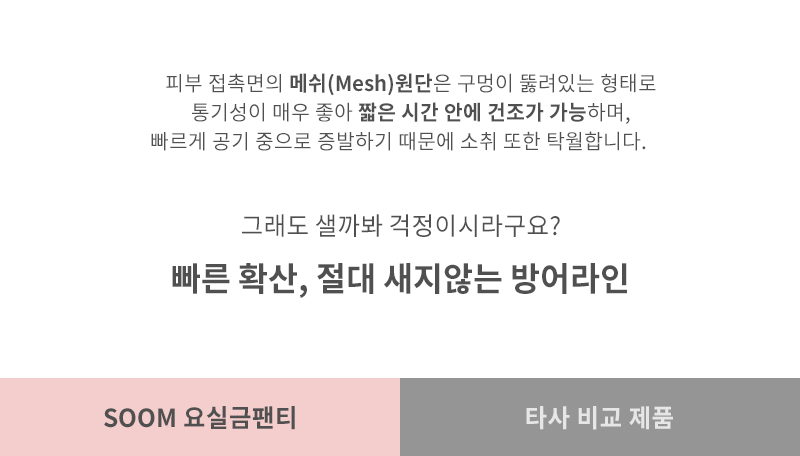 피부 접촉면의 메쉬(Mesh)원단은 구멍이 뚫려있는 형태로
통기성이 매우 좋아 짧은 시간 안에 건조가 가능하며,
빠르게 공기 중으로 증발하기 때문에 소취 또한 탁월합니다.
그래도 샐까봐 걱정이시라구요?
빠른 확산, 절대 새지않는 방어라인
SOOM 요실금팬티
타사 비교 제품